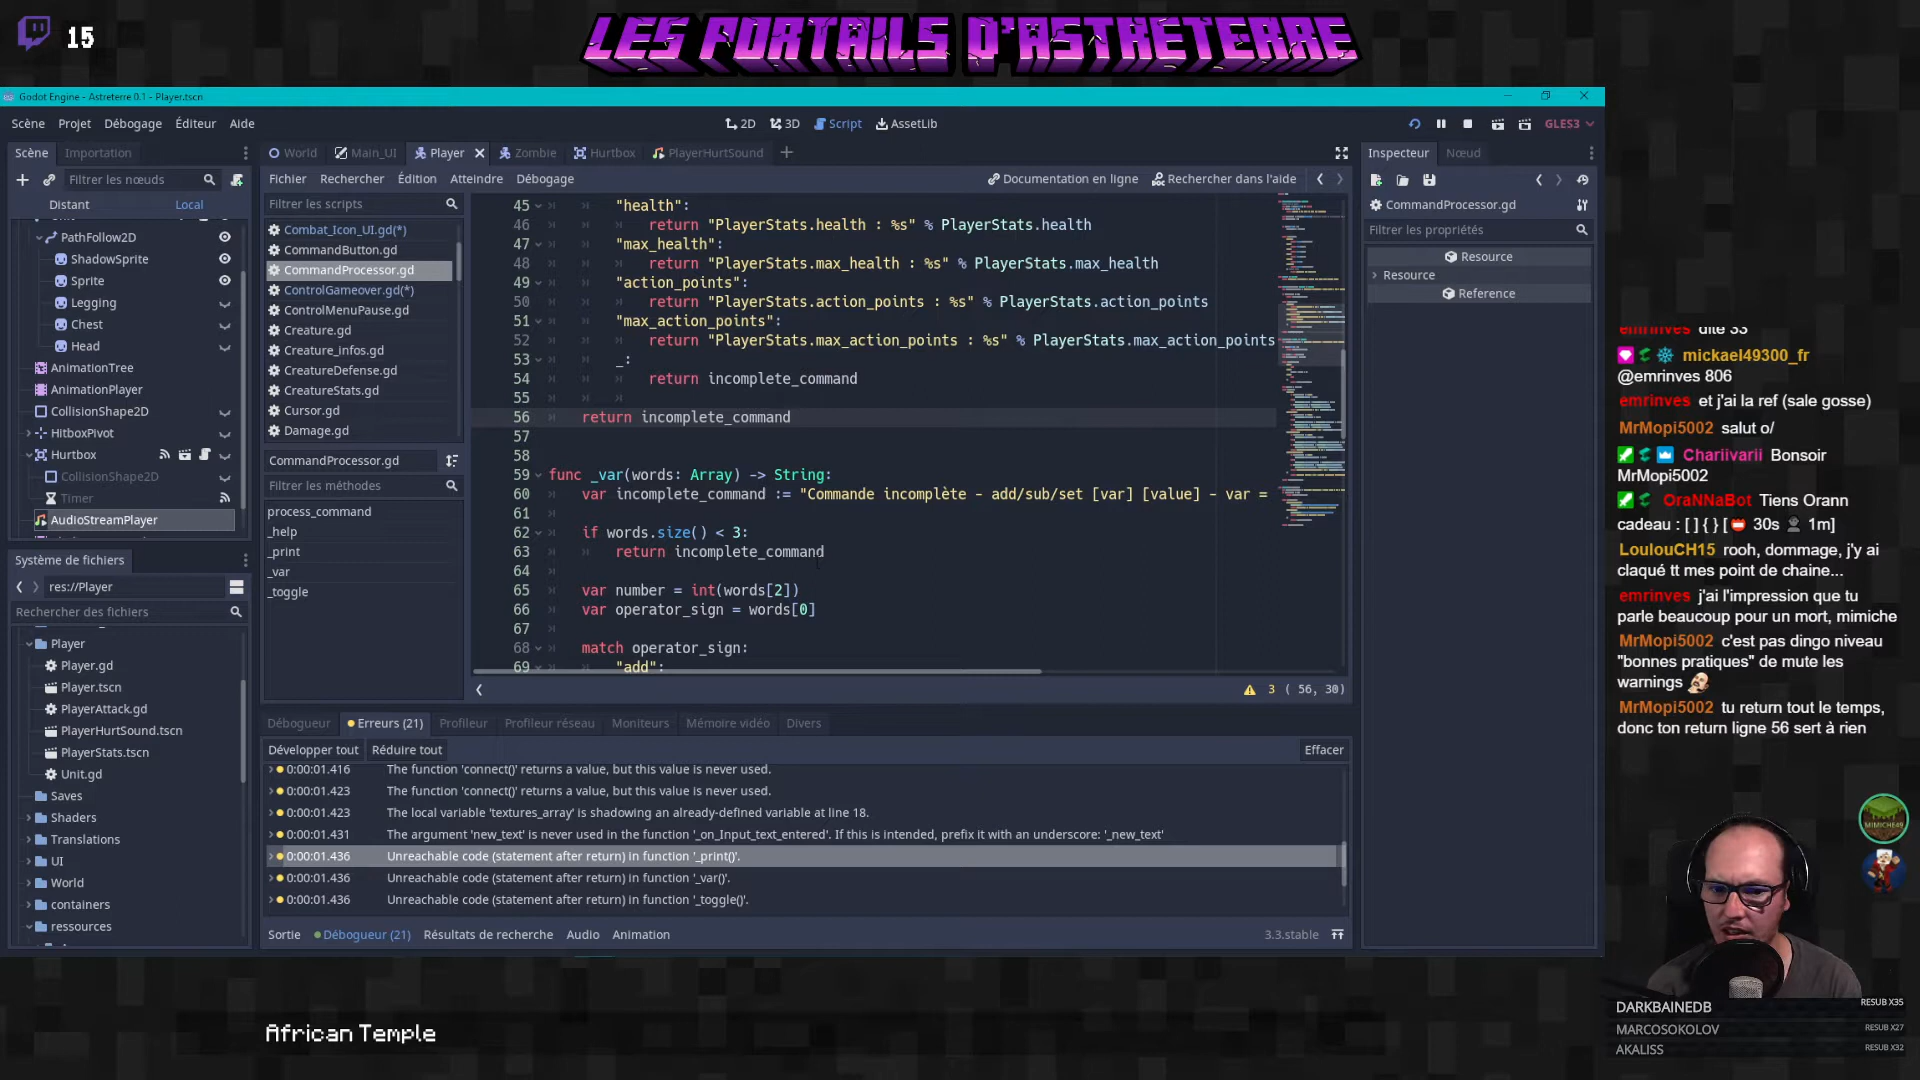 15
LES PORTAILS D'ASTRETERRE
Godot Engine - Astreterre 0.1 - Player.tscn
Scène Projet Débogage Éditeur Aide
2D 3D Script AssetLib
GLES3
Scène Importation
World Main_UI Player Zombie Hurtbox PlayerHurtSound
Inspecteur Nœud
Filtrer les nœuds
Fichier Rechercher Édition Atteindre Débogage
Documentation en ligne Rechercher dans l'aide
Distant Local
PathFollow2D
ShadowSprite
Sprite
Legging
Chest
Head
AnimationTree
AnimationPlayer
CollisionShape2D
HitboxPivot
Hurtbox
CollisionShape2D
Timer
AudioStreamPlayer
Système de fichiers
res://Player
Rechercher des fichiers
Player
Player.gd
Player.tscn
PlayerAttack.gd
PlayerHurtSound.tscn
PlayerStats.tscn
Unit.gd
Saves
Shaders
Translations
UI
World
containers
ressources
Filtrer les scripts
Combat_Icon_UI.gd(*)
CommandButton.gd
CommandProcessor.gd
ControlGameover.gd(*)
ControlMenuPause.gd
Creature.gd
Creature_infos.gd
CreatureDefense.gd
CreatureStats.gd
Cursor.gd
Damage.gd
CommandProcessor.gd
Filtrer les méthodes
process_command
_help
_print
_var
_toggle
45 "health":
46 return "PlayerStats.health : %s" % PlayerStats.health
47 "max_health":
48 return "PlayerStats.max_health : %s" % PlayerStats.max_health
49 "action_points":
50 return "PlayerStats.action_points : %s" % PlayerStats.action_points
51 "max_action_points":
52 return "PlayerStats.max_action_points : %s" % PlayerStats.max_action_points
53 _:
54 return incomplete_command
55
56 return incomplete_command
57
58
59 func _var(words: Array) -> String:
60 var incomplete_command := "Commande incomplète - add/sub/set [var] [value] - var =
61
62 if words.size() < 3:
63 return incomplete_command
64
65 var number = int(words[2])
66 var operator_sign = words[0]
67
68 match operator_sign:
69 "add":
3 ( 56, 30)
CommandProcessor.gd
Filtrer les propriétés
Resource
Resource
Reference
Débogueur Erreurs (21) Profileur Profileur réseau Moniteurs Mémoire vidéo Divers
Développer tout Réduire tout Effacer
0:00:01.416 The function 'connect()' returns a value, but this value is never used.
0:00:01.423 The function 'connect()' returns a value, but this value is never used.
0:00:01.423 The local variable 'textures_array' is shadowing an already-defined variable at line 18.
0:00:01.431 The argument 'new_text' is never used in the function '_on_Input_text_entered'. If this is intended, prefix it with an underscore: '_new_text'
0:00:01.436 Unreachable code (statement after return) in function '_print()'.
0:00:01.436 Unreachable code (statement after return) in function '_var()'.
0:00:01.436 Unreachable code (statement after return) in function '_toggle()'.
Sortie Débogueur (21) Résultats de recherche Audio Animation 3.3.stable
emrinves dite 33
mickael49300_fr
@emrinves 806
emrinves et j'ai la ref (sale gosse)
MrMopi5002 salut o/
Chariivarii Bonsoir
MrMopi5002
OraNNaBot Tiens Orann
cadeau : [ ] { } [ 30s 1m]
LoulouCH15 rooh, dommage, j'y ai
claqué tt mes point de chaine...
emrinves j'ai l'impression que tu
parle beaucoup pour un mort, mimiche
MrMopi5002 c'est pas dingo niveau
"bonnes pratiques" de mute les
warnings
MrMopi5002 tu return tout le temps,
donc ton return ligne 56 sert à rien
MIMICHE49
DARKBAINEDB RESUB X35
MARCOSOKOLOV RESUB X27
AKALISS RESUB X32
African Temple